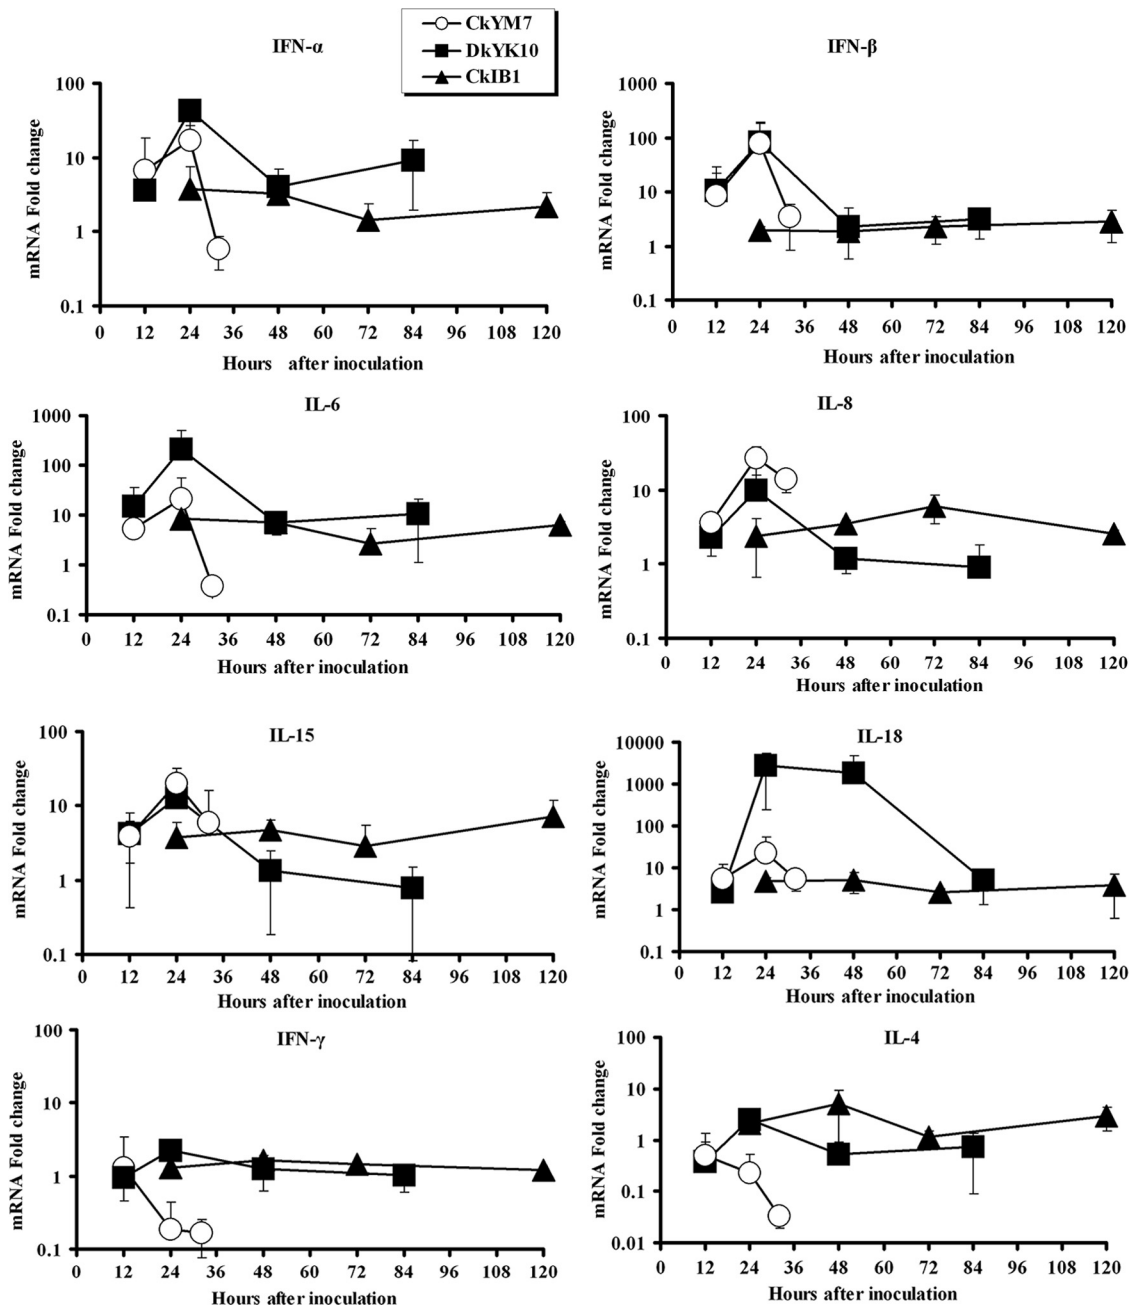 CkYM7
DkYK10
CkIB1
IFN-α
mRNA Fold change
100
10
1
0.1
0 12 24 36 48 60 72 84 96 108 120
Hours after inoculation
IFN-β
mRNA Fold change
1000
100
10
1
0.1
0 12 24 36 48 60 72 84 96 108 120
Hours after inoculation
IL-6
mRNA Fold change
1000
100
10
1
0.1
0 12 24 36 48 60 72 84 96 108 120
Hours after inoculation
IL-8
mRNA Fold change
100
10
1
0.1
0 12 24 36 48 60 72 84 96 108 120
Hours after inoculation
IL-15
mRNA Fold change
100
10
1
0.1
0 12 24 36 48 60 72 84 96 108 120
Hours after inoculation
IL-18
mRNA Fold change
10000
1000
100
10
1
0.1
0 12 24 36 48 60 72 84 96 108 120
Hours after inoculation
IFN-γ
mRNA Fold change
100
10
1
0.1
0 12 24 36 48 60 72 84 96 108 120
Hours after inoculation
IL-4
mRNA Fold change
100
10
1
0.1
0.01
0 12 24 36 48 60 72 84 96 108 120
Hours after inoculation